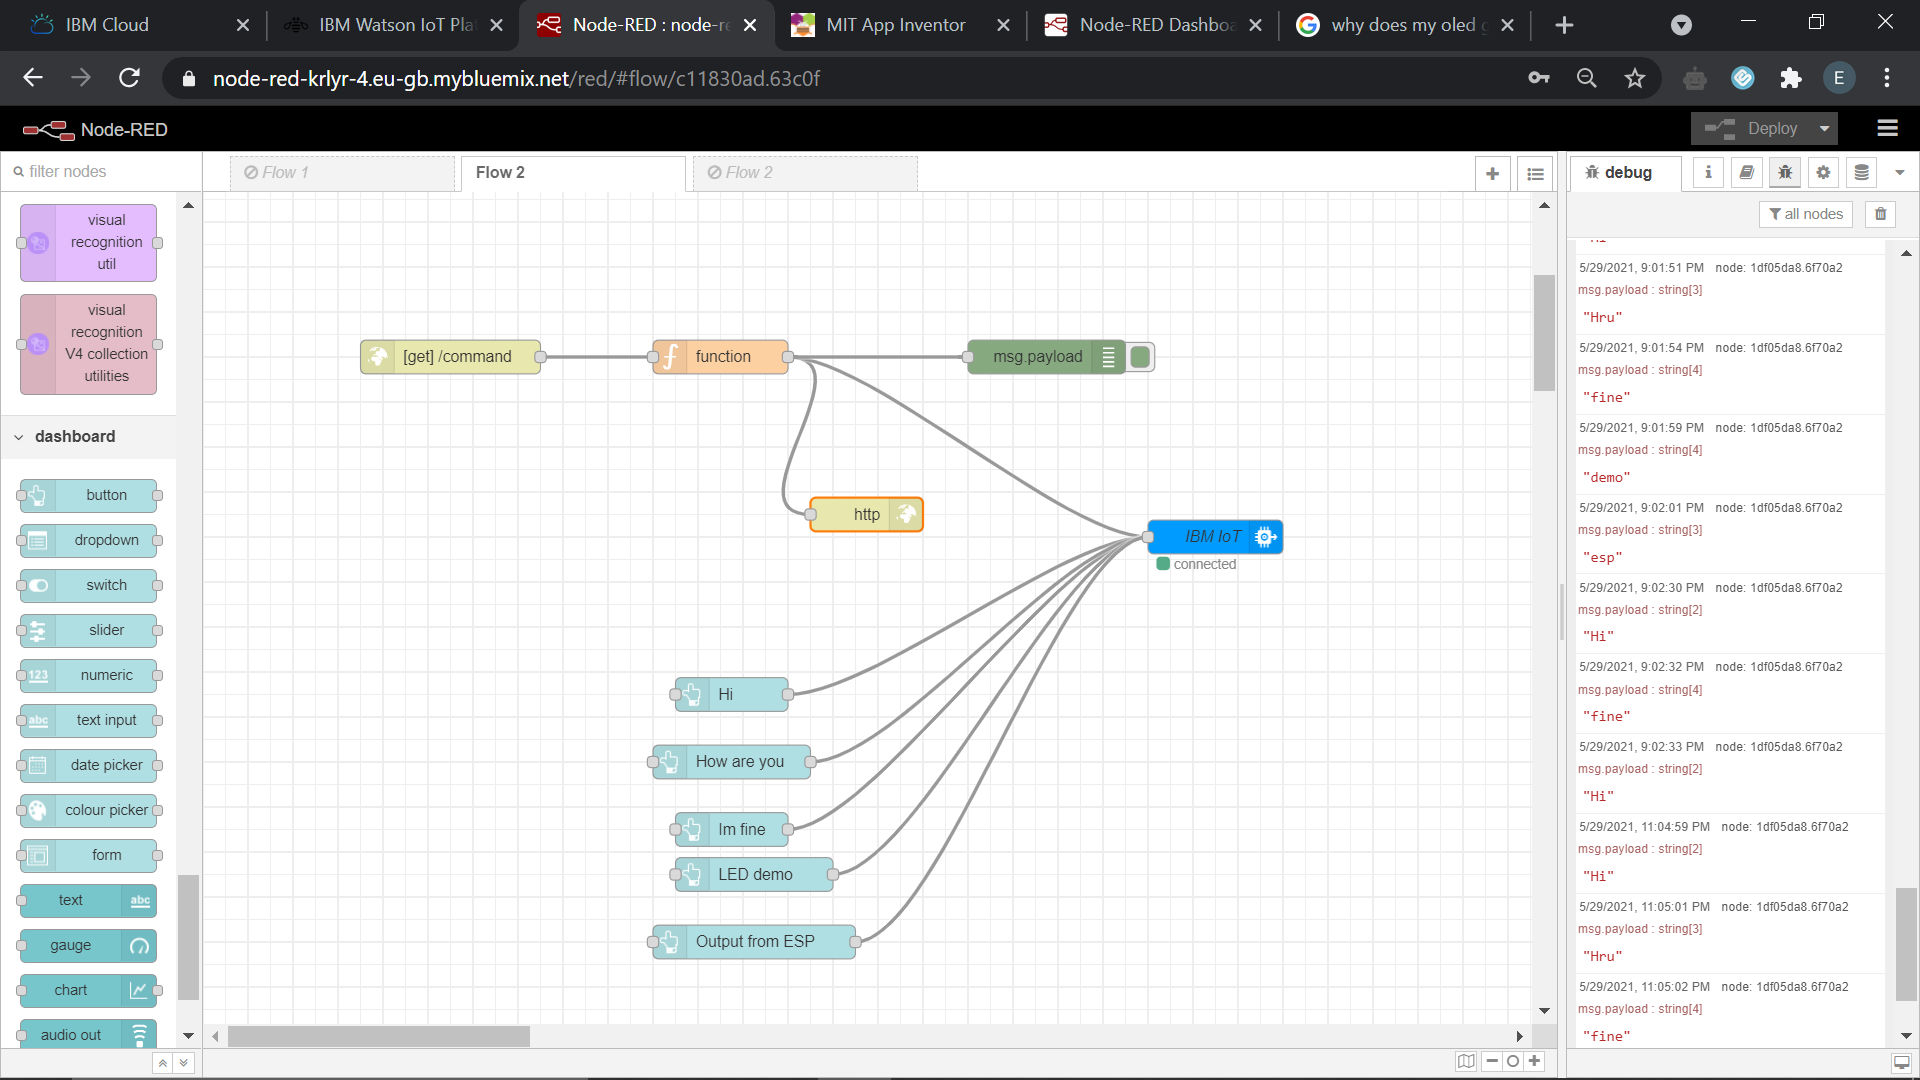 IBM Cloud
IBM Watson IoT Pla
Node-RED : node-re
MIT App Inventor
Node-RED Dashboa
why does my oled g
node-red-krlyr-4.eu-gb.mybluemix.net/red/#flow/c11830ad.63c0f
E
Node-RED
Deploy
filter nodes
Flow 1
Flow 2
Flow 2
debug
i
all nodes
visual
recognition
util
visual
recognition
V4 collection
utilities
dashboard
button
dropdown
switch
slider
123 numeric
abc text input
date picker
colour picker
form
text abc
gauge
chart
audio out
[get] /command
function
msg.payload
http
IBM IoT
connected
Hi
How are you
Im fine
LED demo
Output from ESP
5/29/2021, 9:01:51 PM node: 1df05da8.6f70a2
msg.payload : string[3]
"Hru"
5/29/2021, 9:01:54 PM node: 1df05da8.6f70a2
msg.payload : string[4]
"fine"
5/29/2021, 9:01:59 PM node: 1df05da8.6f70a2
msg.payload : string[4]
"demo"
5/29/2021, 9:02:01 PM node: 1df05da8.6f70a2
msg.payload : string[3]
"esp"
5/29/2021, 9:02:30 PM node: 1df05da8.6f70a2
msg.payload : string[2]
"Hi"
5/29/2021, 9:02:32 PM node: 1df05da8.6f70a2
msg.payload : string[4]
"fine"
5/29/2021, 9:02:33 PM node: 1df05da8.6f70a2
msg.payload : string[2]
"Hi"
5/29/2021, 11:04:59 PM node: 1df05da8.6f70a2
msg.payload : string[2]
"Hi"
5/29/2021, 11:05:01 PM node: 1df05da8.6f70a2
msg.payload : string[3]
"Hru"
5/29/2021, 11:05:02 PM node: 1df05da8.6f70a2
msg.payload : string[4]
"fine"